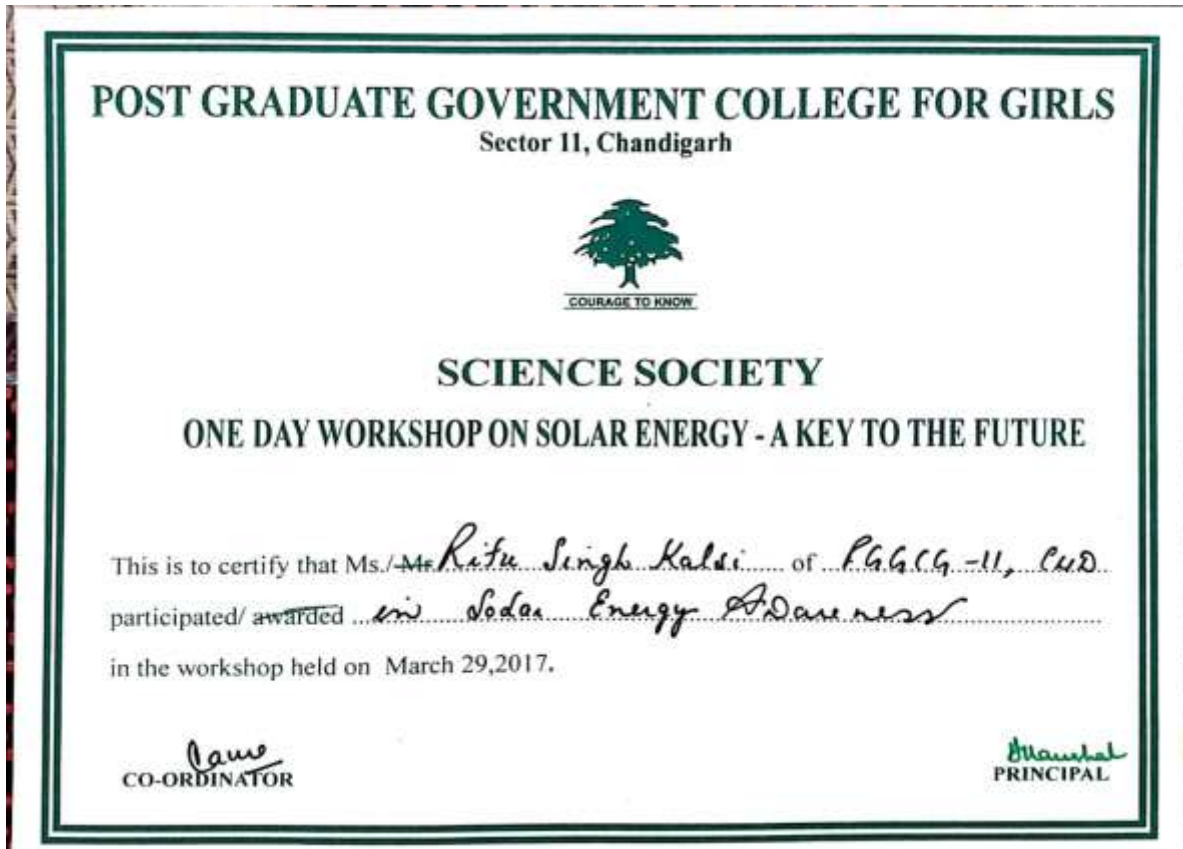 POST GRADUATE GOVERNMENT COLLEGE FOR GIRLS
Sector 11, Chandigarh
COURAGE TO KNOW
SCIENCE SOCIETY
ONE DAY WORKSHOP ON SOLAR ENERGY - A KEY TO THE FUTURE
This is to certify that Ms./ Mr. Ritu Singh Kalsi of PGGCG -11, CHD
participated/ awarded in Solar Energy Awareness
in the workshop held on March 29,2017.
CO-ORDINATOR
PRINCIPAL